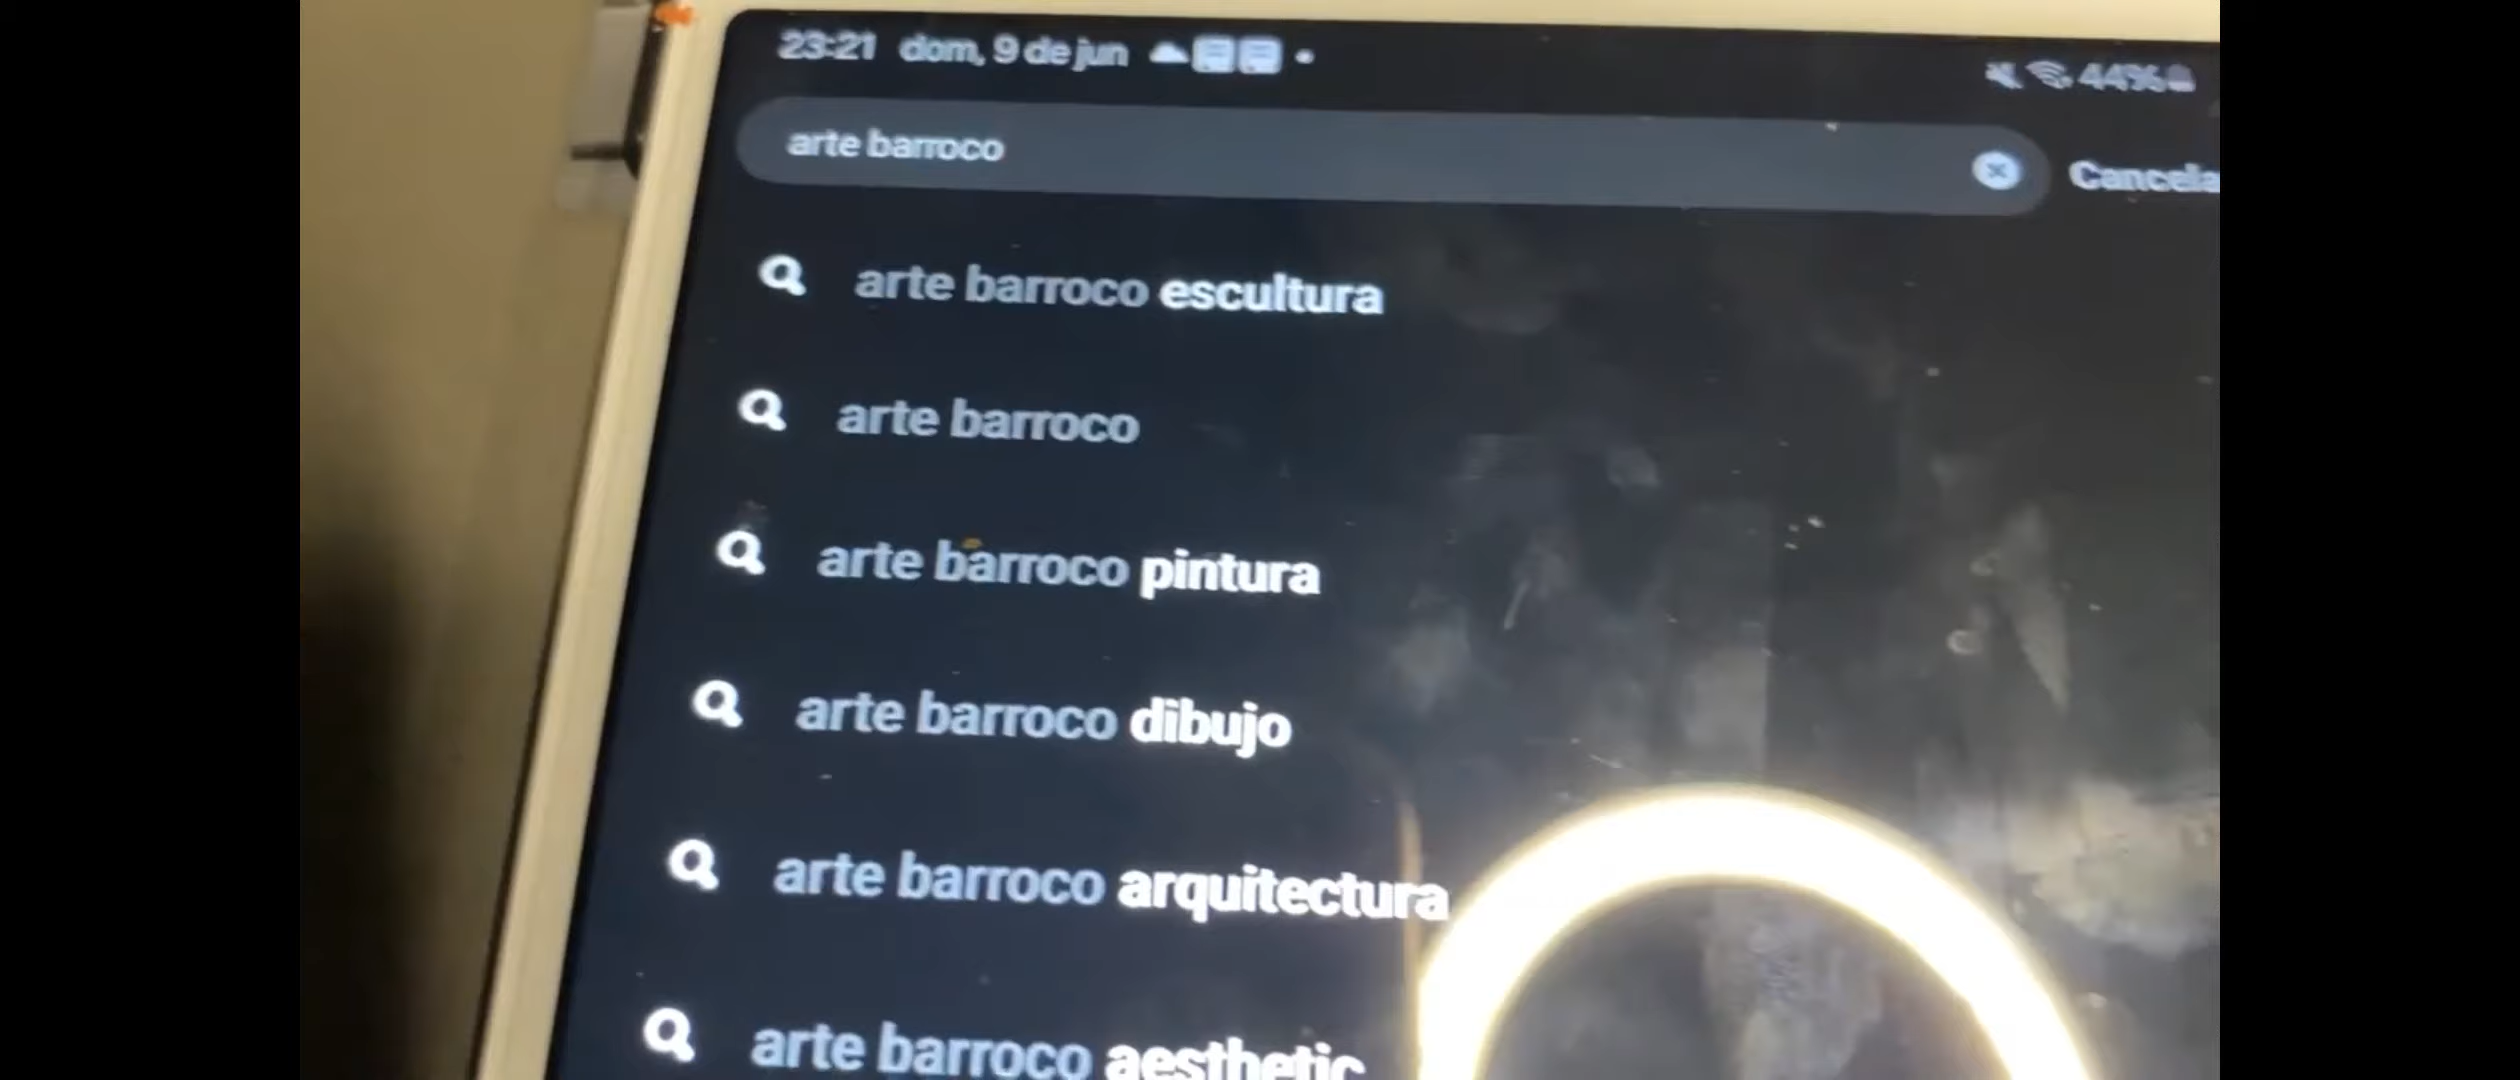 23:21 dom, 9 de jun 44%
arte barroco
Cancela
arte barroco escultura
arte barroco
arte barroco pintura
arte barroco dibujo
arte barroco arquitectura
arte barroco aesthetic